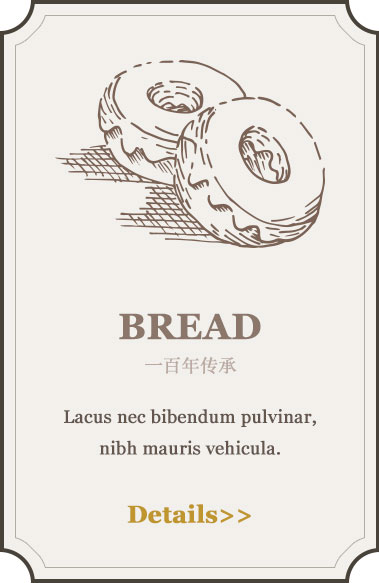 BREAD
一百年传承
Lacus nec bibendum pulvinar,
nibh mauris vehicula.
Details>>